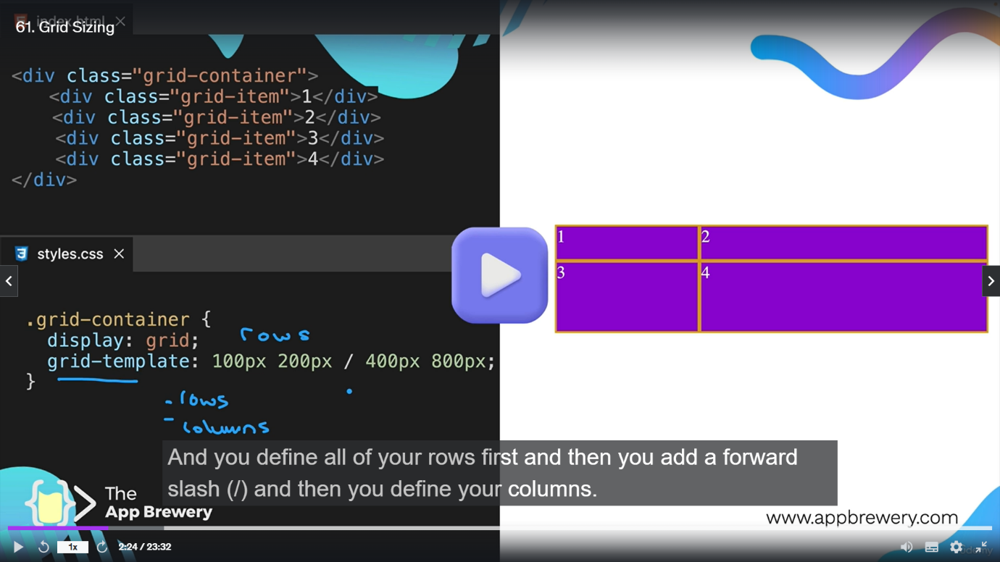 index.html
61. Grid Sizing
<div class="grid-container">
<div class="grid-item">1</div>
<div class="grid-item">2</div>
<div class="grid-item">3</div>
<div class="grid-item">4</div>
</div>
styles.css
.grid-container {
display: grid;
rows
grid-template: 100px 200px / 400px 800px;
}
- rows
- columns
1
2
3
4
And you define all of your rows first and then you add a forward
slash (/) and then you define your columns.
The
App Brewery
www.appbrewery.com
1x
2:24 / 23:32
udemy